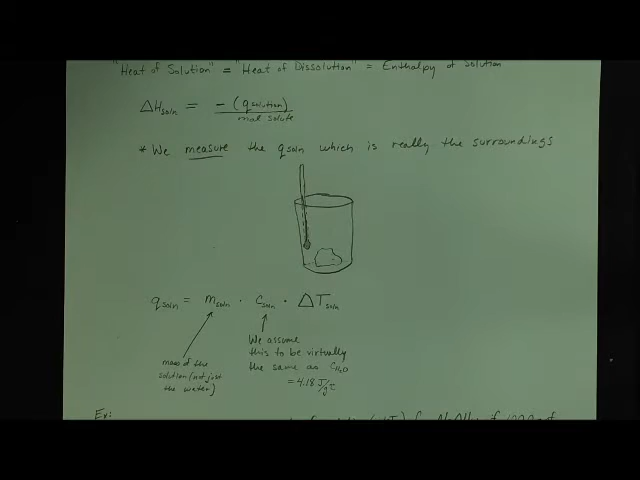 "Heat of Solution" = "Heat of Dissolution" = Enthalpy of Solution
ΔHsoln = -(qsolution)
mol solute
* We measure the qsoln which is really the surroundings
qsoln = msoln · Csoln · ΔTsoln
mass of the
solution (not just
the water)
We assume
this to be virtually
the same as CH2O
= 4.18 J/g°C
Ex: